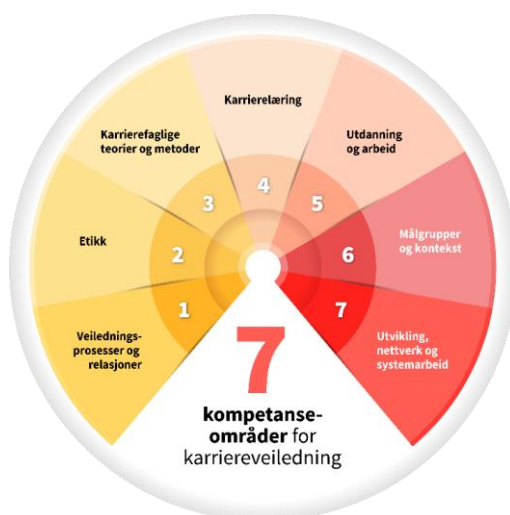 Karrierelæring
4
Karrierefaglige
teorier og metoder
3
Utdanning
og arbeid
5
Etikk
2
Målgrupper
og kontekst
6
Veilednings-
prosesser og
relasjoner
1
Utvikling,
nettverk og
systemarbeid
7
7
kompetanse-
områder for
karriereveiledning